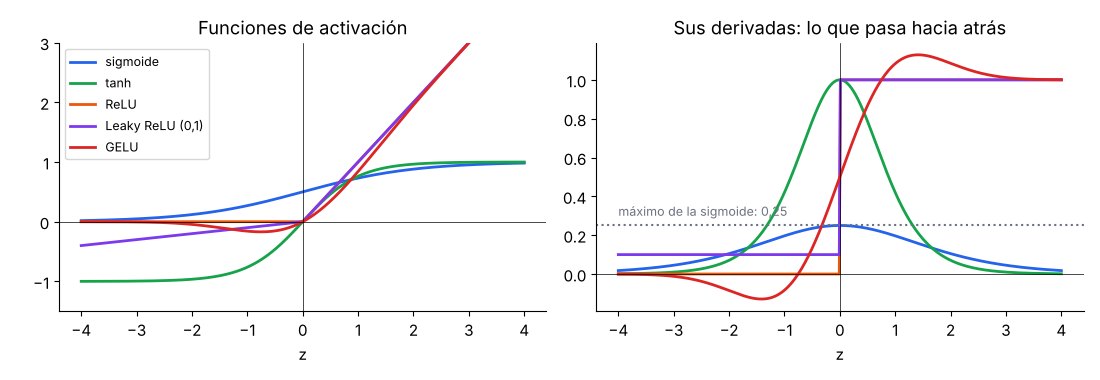 Funciones de activación
3
2
1
0
−1
sigmoide
tanh
ReLU
Leaky ReLU (0,1)
GELU
−4 −3 −2 −1 0 1 2 3 4
z
Sus derivadas: lo que pasa hacia atrás
1.0
0.8
0.6
0.4
0.2
0.0
máximo de la sigmoide: 0,25
−4 −3 −2 −1 0 1 2 3 4
z